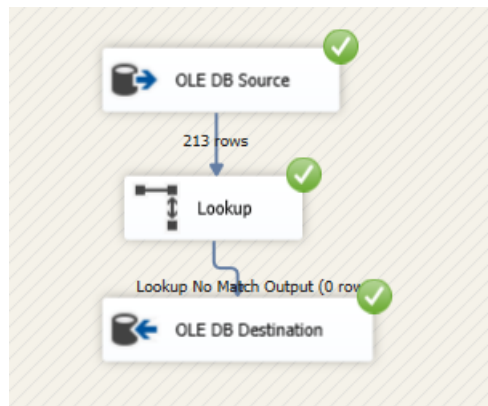 OLE DB Source
213 rows
Lookup
Lookup No Match Output (0 row
OLE DB Destination